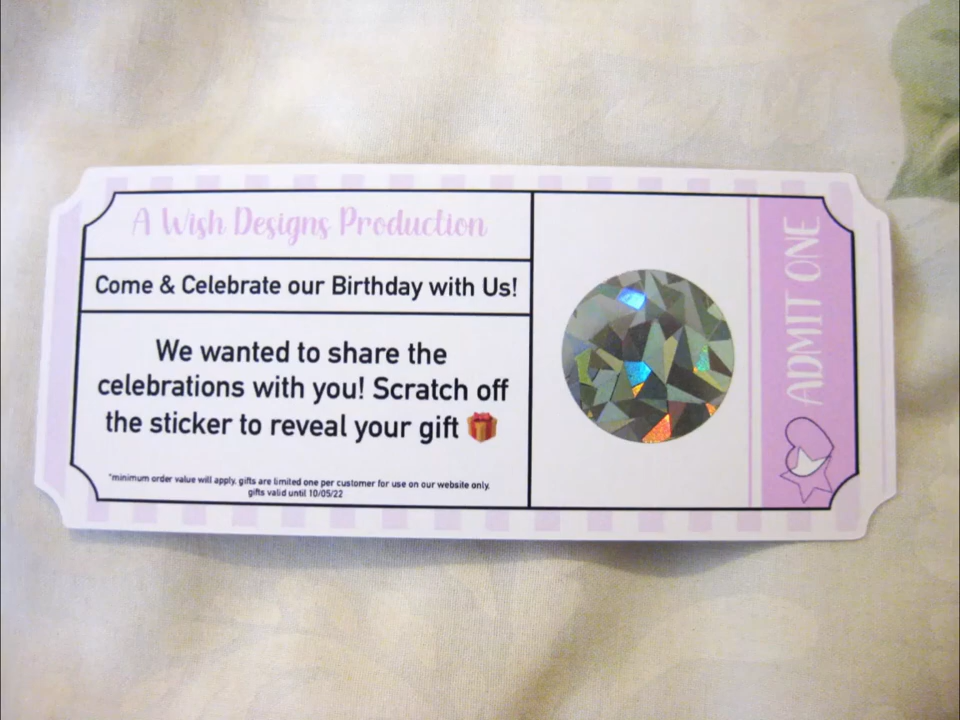 A Wish Designs Production
Come & Celebrate our Birthday with Us!
We wanted to share the
celebrations with you! Scratch off
the sticker to reveal your gift 🎁
*minimum order value will apply. gifts are limited one per customer for use on our website only.
gifts valid until 10/05/22
ADMIT ONE